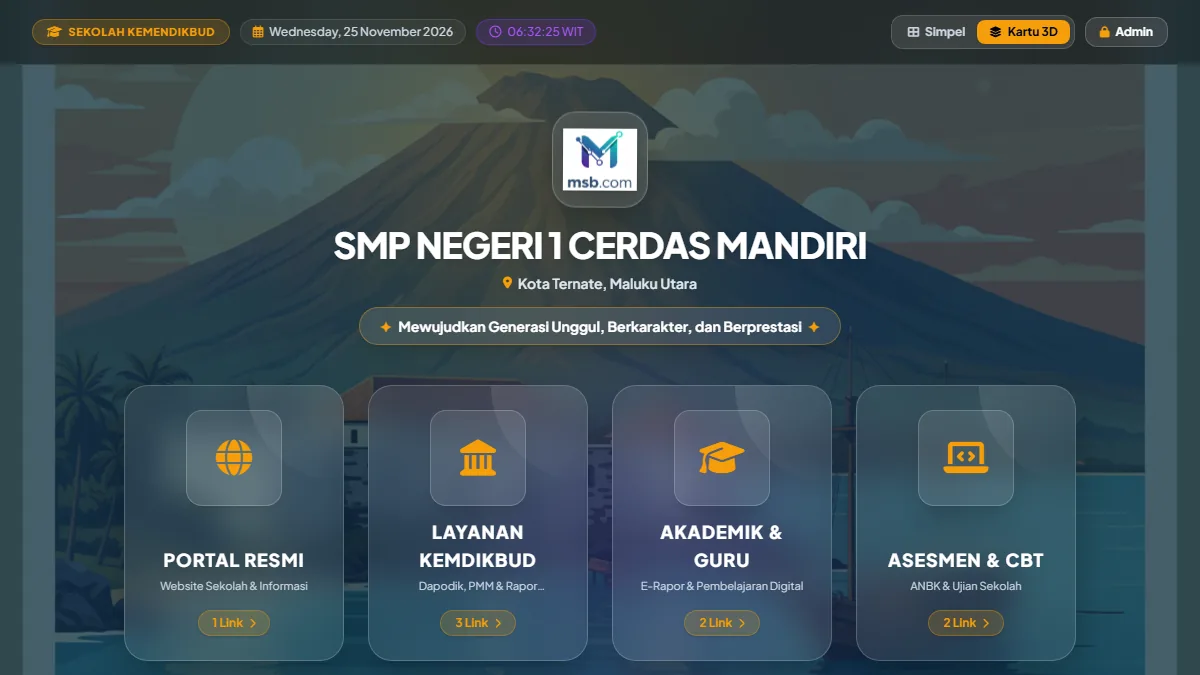 SEKOLAH KEMENDIKBUD
Wednesday, 25 November 2026
06:32:25 WIT
Simpel
Kartu 3D
Admin
msb.com
SMP NEGERI 1 CERDAS MANDIRI
Kota Ternate, Maluku Utara
Mewujudkan Generasi Unggul, Berkarakter, dan Berprestasi
PORTAL RESMI
Website Sekolah & Informasi
1 Link
LAYANAN
KEMDIKBUD
Dapodik, PMM & Rapor...
3 Link
AKADEMIK &
GURU
E-Rapor & Pembelajaran Digital
2 Link
ASESMEN & CBT
ANBK & Ujian Sekolah
2 Link